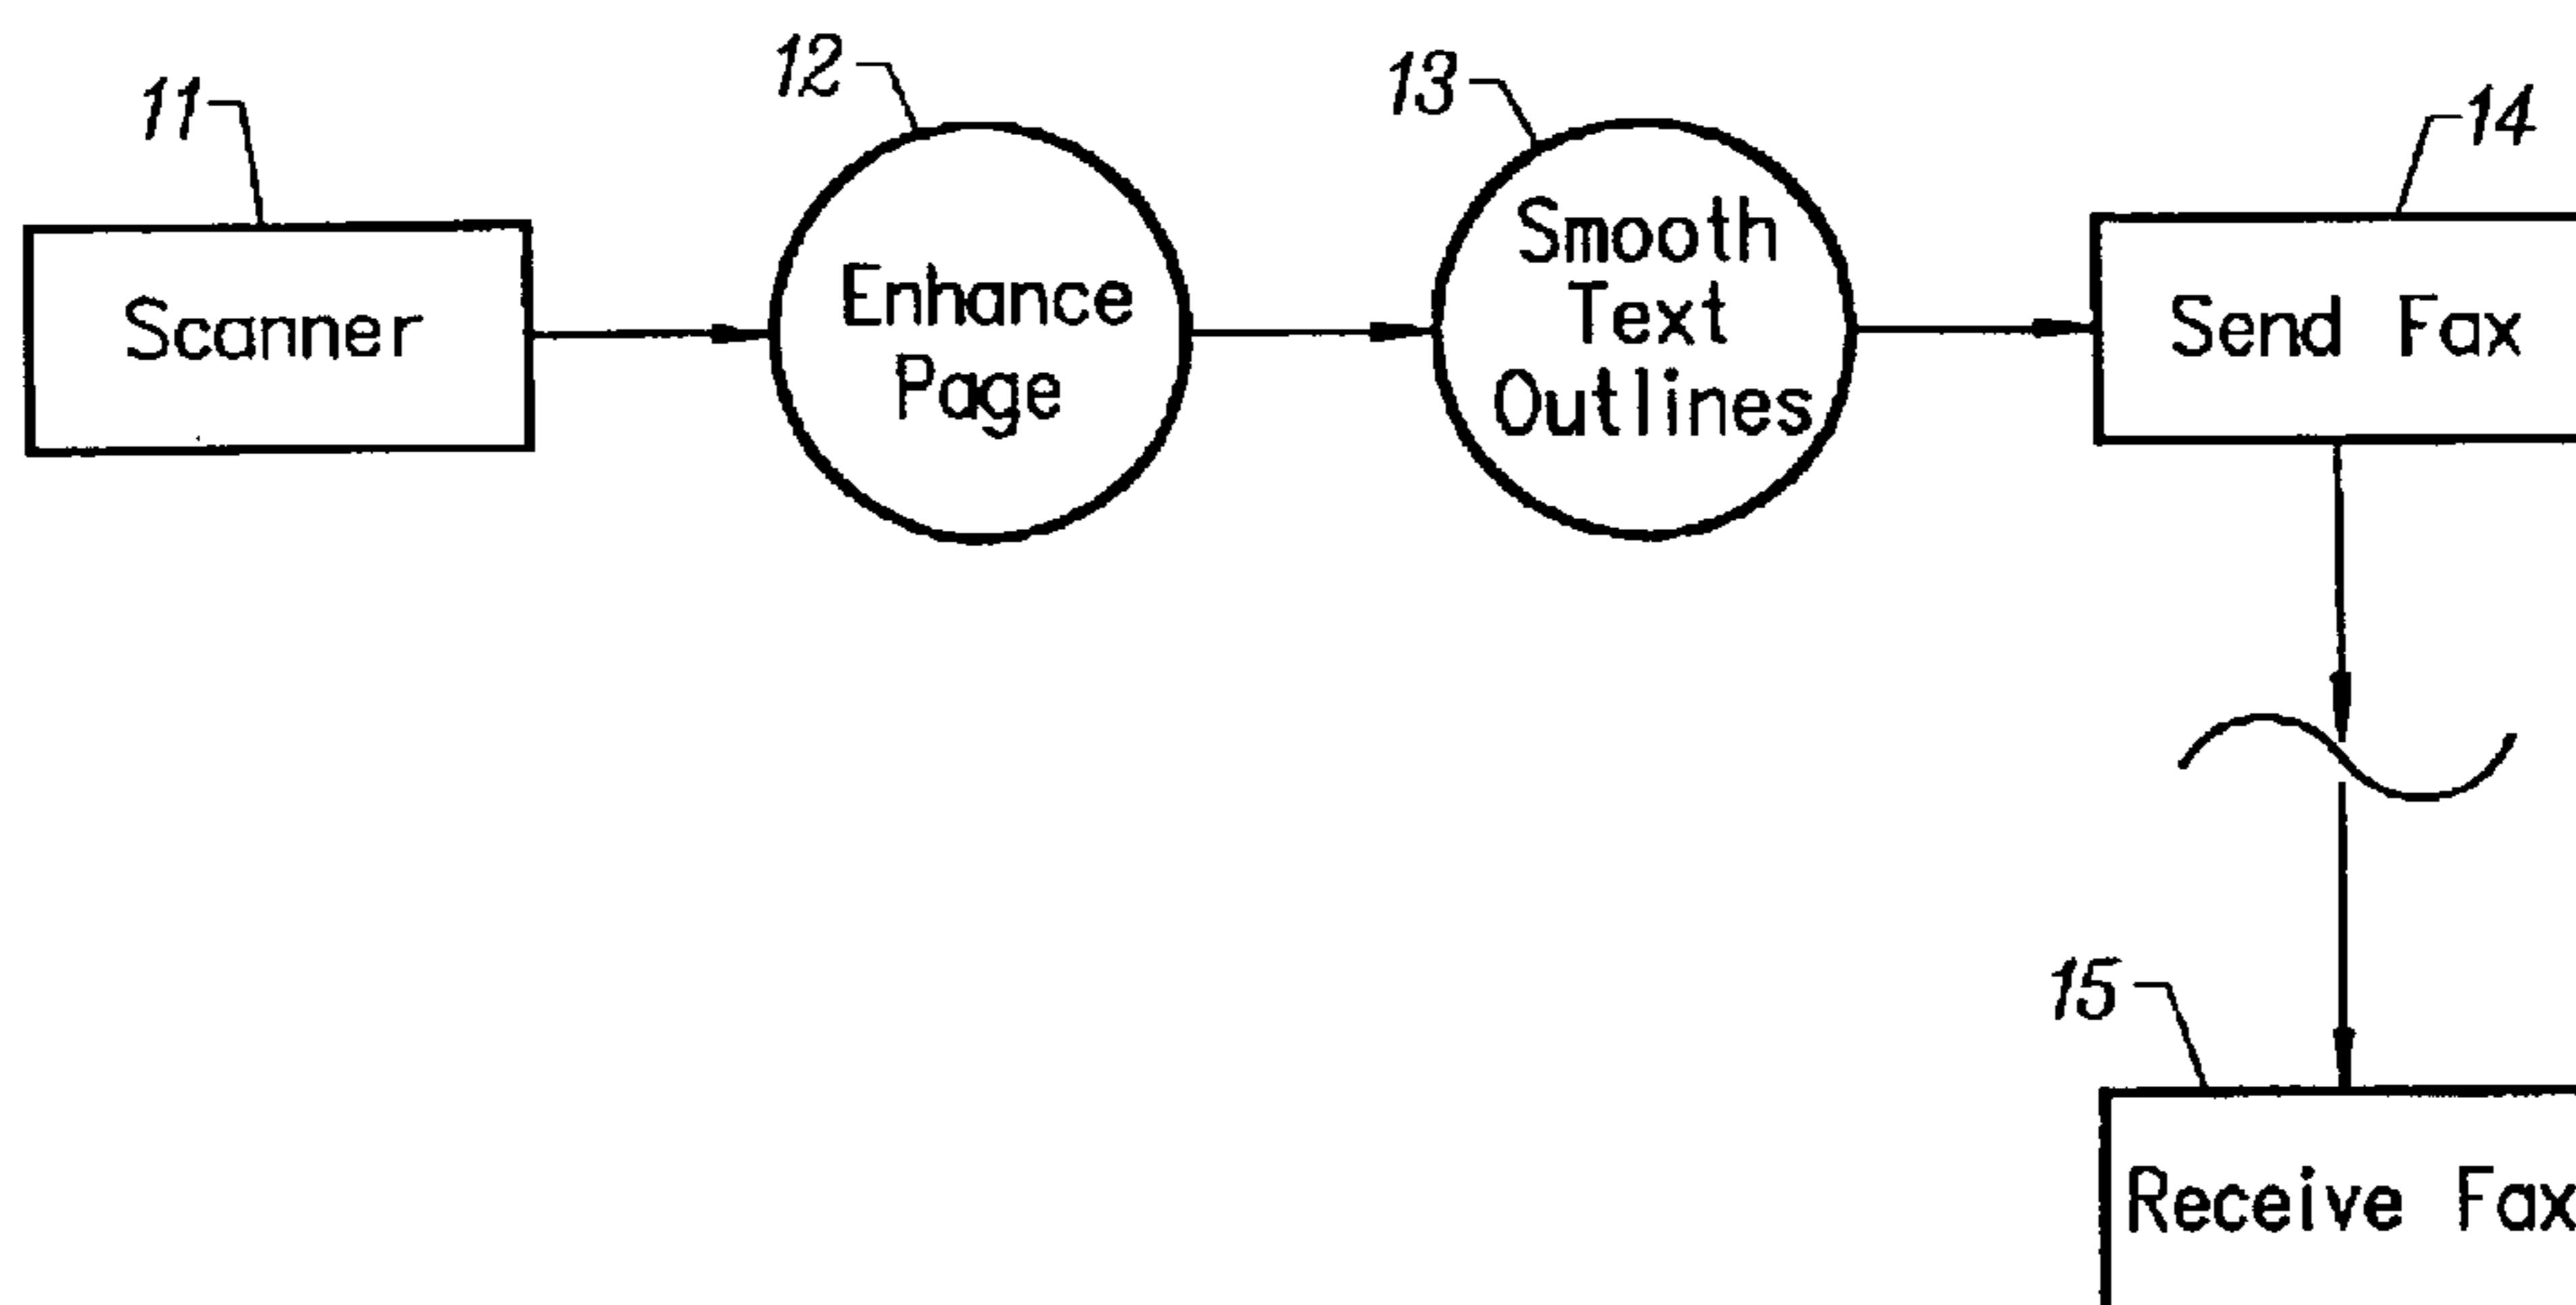 11
12
13
14
Scanner
Enhance
Page
Smooth
Text
Outlines
Send Fax
15
Receive Fax